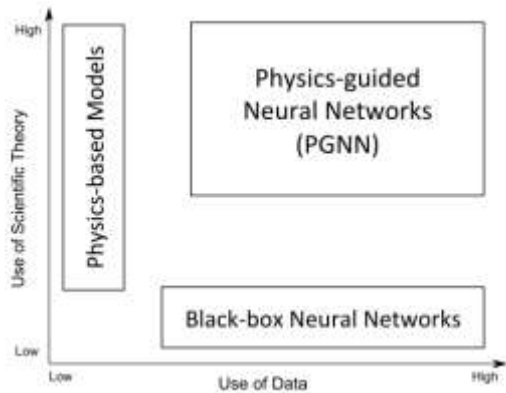 High
Physics-guided
Neural Networks
(PGNN)
Physics-based Models
Use of Scientific Theory
Black-box Neural Networks
Low
Low
High
Use of Data